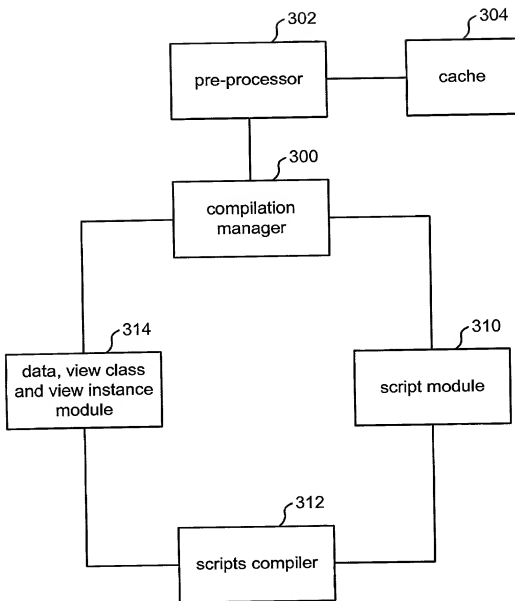 302
304
pre-processor
cache
300
compilation
manager
314
310
data, view class
and view instance
module
script module
312
scripts compiler